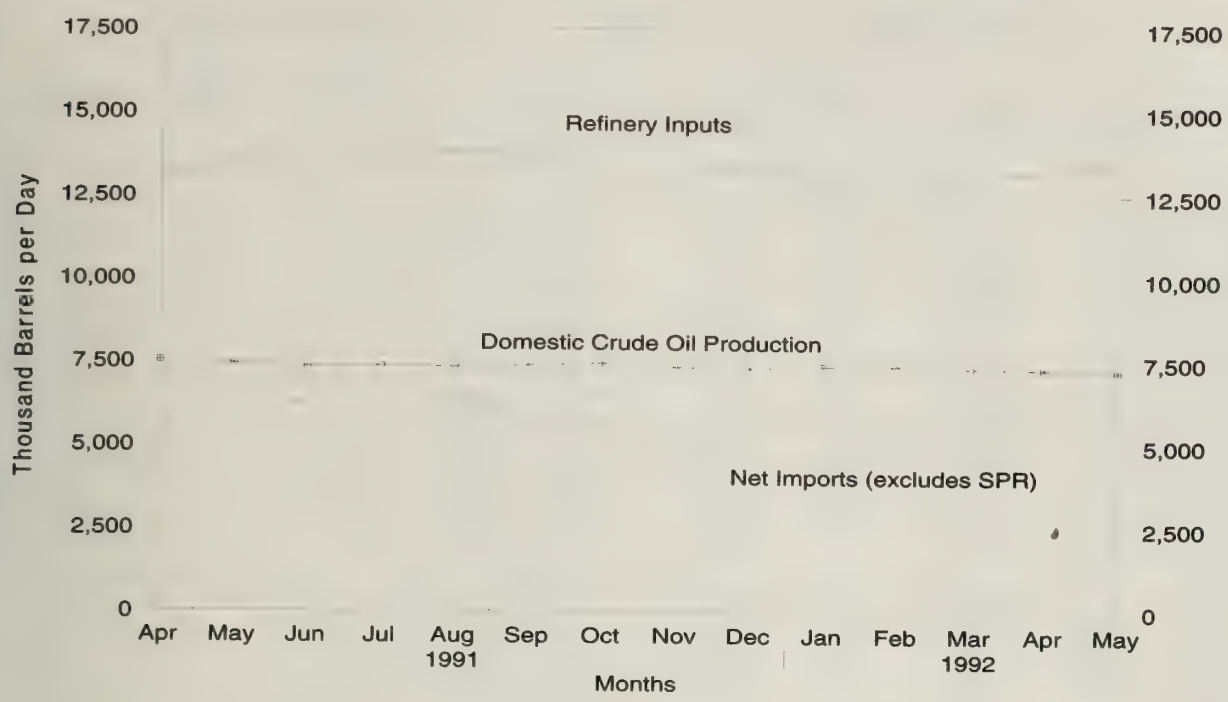 17,500
15,000
12,500
10,000
7,500
5,000
2,500
0
Thousand Barrels per Day
Refinery Inputs
Domestic Crude Oil Production
Net Imports (excludes SPR)
17,500
15,000
12,500
10,000
7,500
5,000
2,500
0
Apr May Jun Jul Aug Sep Oct Nov Dec Jan Feb Mar Apr May
1991 1992
Months